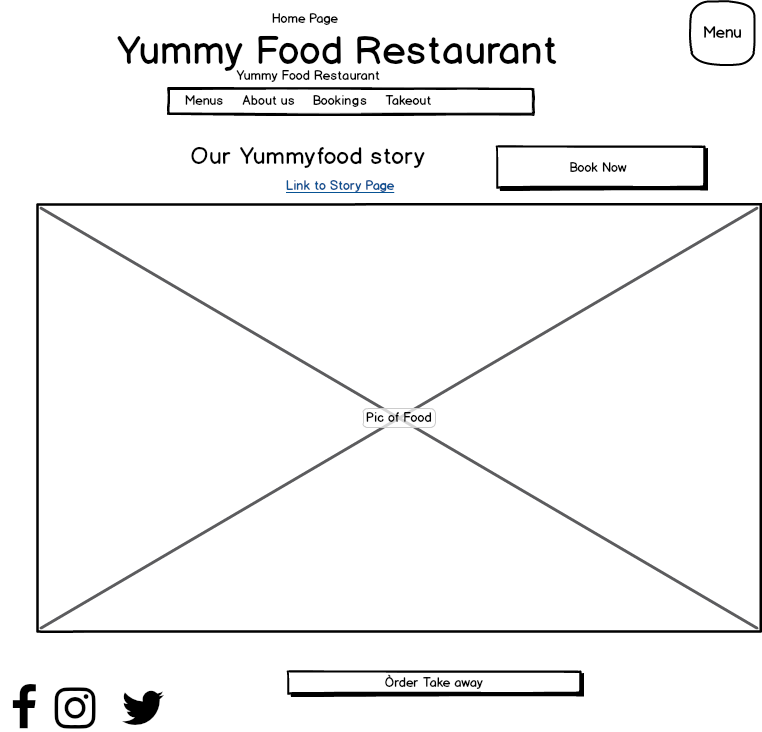 Home Page
Menu
Yummy Food Restaurant
Yummy Food Restaurant
Menus About us Bookings Takeout
Our Yummyfood story
Book Now
Link to Story Page
Pic of Food
Òrder Take away